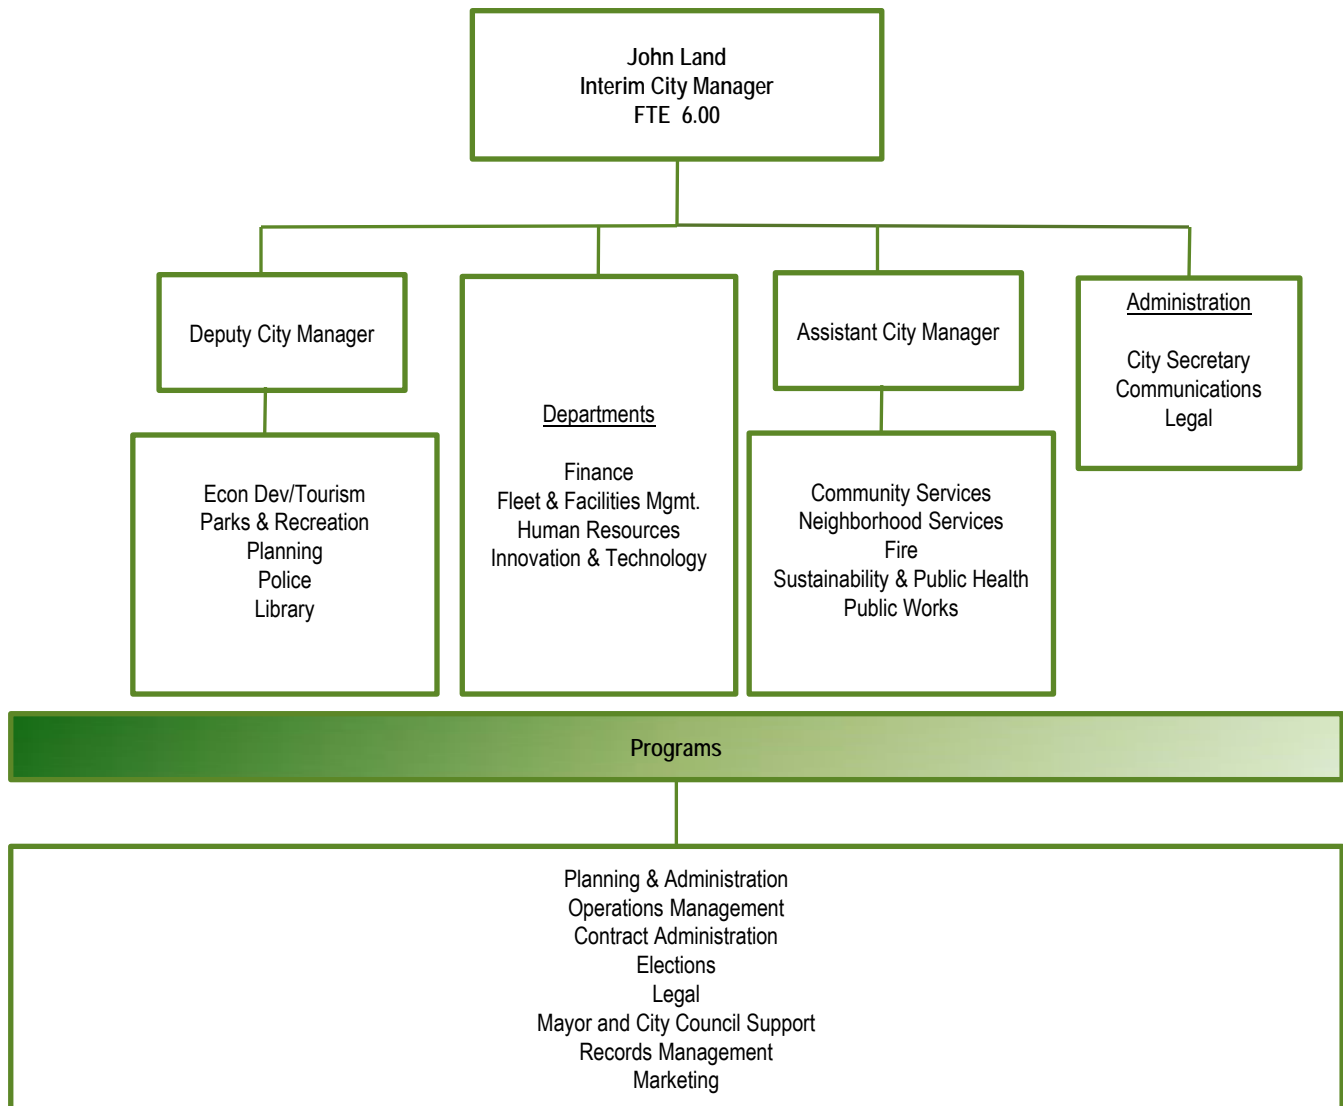 John Land
Interim City Manager
FTE 6.00
Deputy City Manager
Econ Dev/Tourism
Parks & Recreation
Planning
Police
Library
Departments
Finance
Fleet & Facilities Mgmt.
Human Resources
Innovation & Technology
Assistant City Manager
Community Services
Neighborhood Services
Fire
Sustainability & Public Health
Public Works
Administration
City Secretary
Communications
Legal
Programs
Planning & Administration
Operations Management
Contract Administration
Elections
Legal
Mayor and City Council Support
Records Management
Marketing